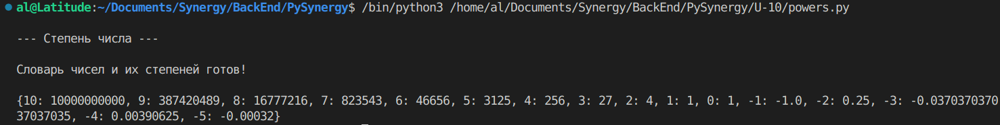 al@Latitude:~/Documents/Synergy/BackEnd/PySynergy$ /bin/python3 /home/al/Documents/Synergy/BackEnd/PySynergy/U-10/powers.py
--- Степень числа ---
Словарь чисел и их степеней готов!
{10: 10000000000, 9: 387420489, 8: 16777216, 7: 823543, 6: 46656, 5: 3125, 4: 256, 3: 27, 2: 4, 1: 1, 0: 1, -1: -1.0, -2: 0.25, -3: -0.0370370370
37037035, -4: 0.00390625, -5: -0.00032}